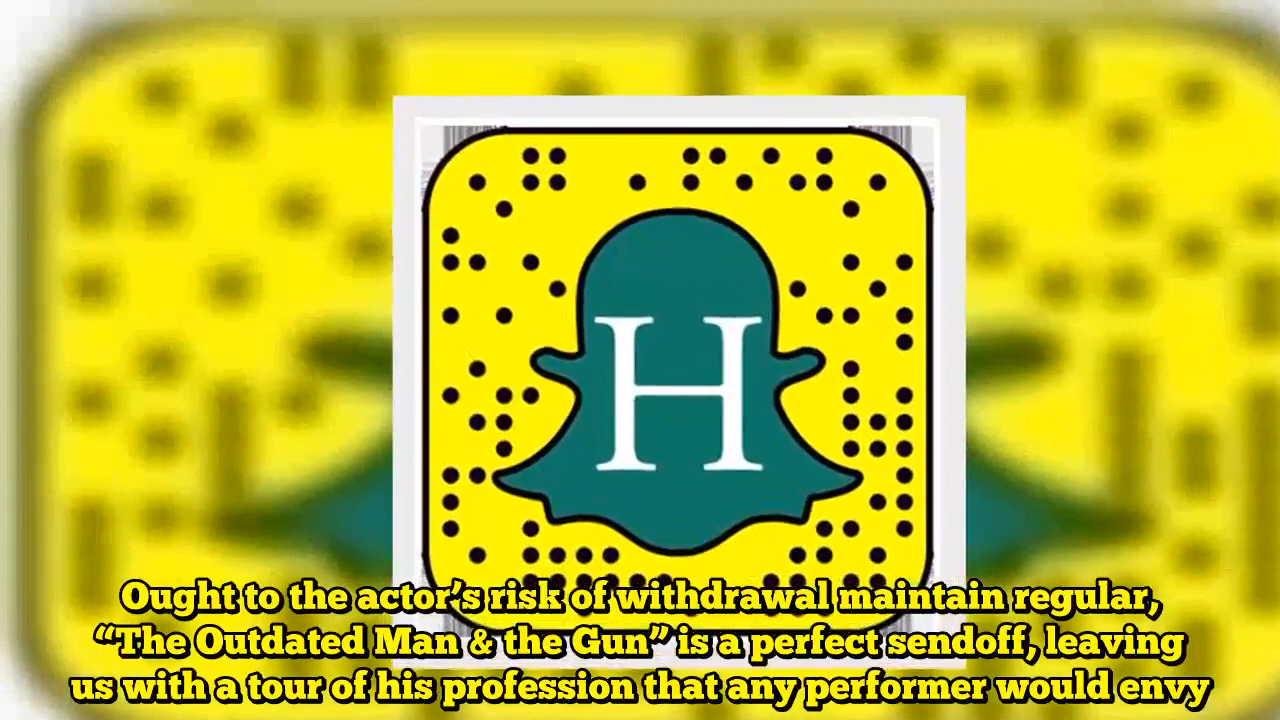 H
Ought to the actor’s risk of withdrawal maintain regular,
“The Outdated Man & the Gun” is a perfect sendoff, leaving
us with a tour of his profession that any performer would envy